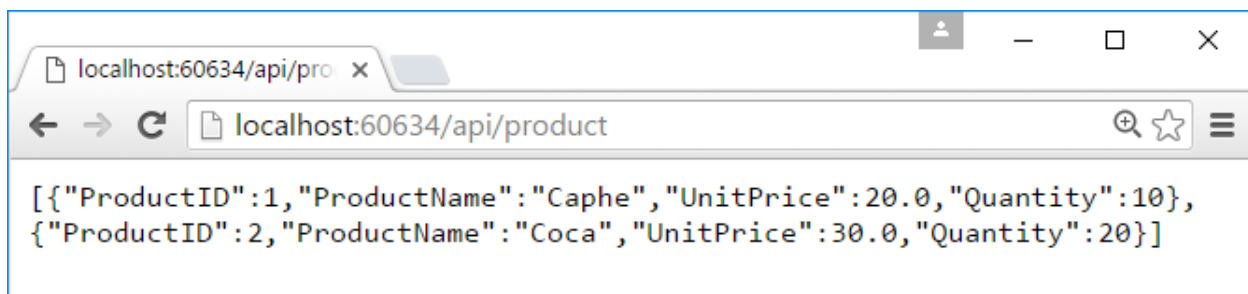 localhost:60634/api/pro
localhost:60634/api/product
[{"ProductID":1,"ProductName":"Caphe","UnitPrice":20.0,"Quantity":10},
{"ProductID":2,"ProductName":"Coca","UnitPrice":30.0,"Quantity":20}]